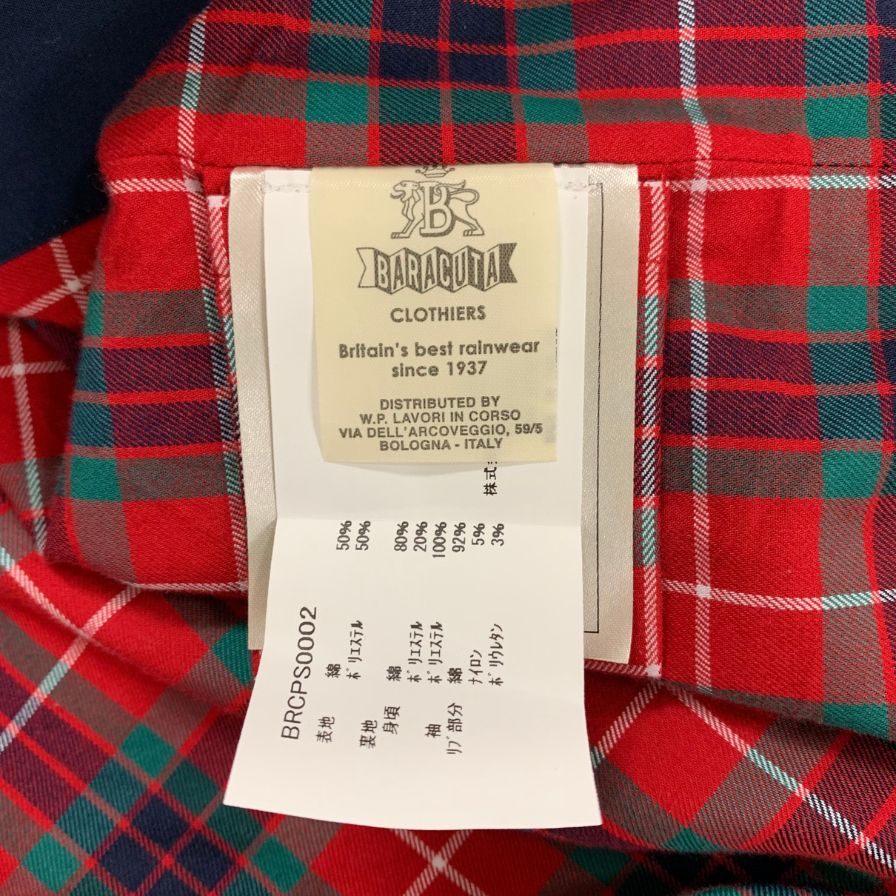 B
BARACUTA
CLOTHIERS
Britain's best rainwear
since 1937
DISTRIBUTED BY
W.P. LAVORI IN CORSO
VIA DELL'ARCOVEGGIO, 59/5
BOLOGNA - ITALY
BRCPS0002
表地 綿 50%
ﾎﾟﾘｴｽﾃﾙ 50%
裏地
身頃 綿 80%
ﾎﾟﾘｴｽﾃﾙ 20%
袖 ﾎﾟﾘｴｽﾃﾙ 100%
ﾘﾌﾞ部分 綿 92%
ﾅｲﾛﾝ 5%
ﾎﾟﾘｳﾚﾀﾝ 3%
株式